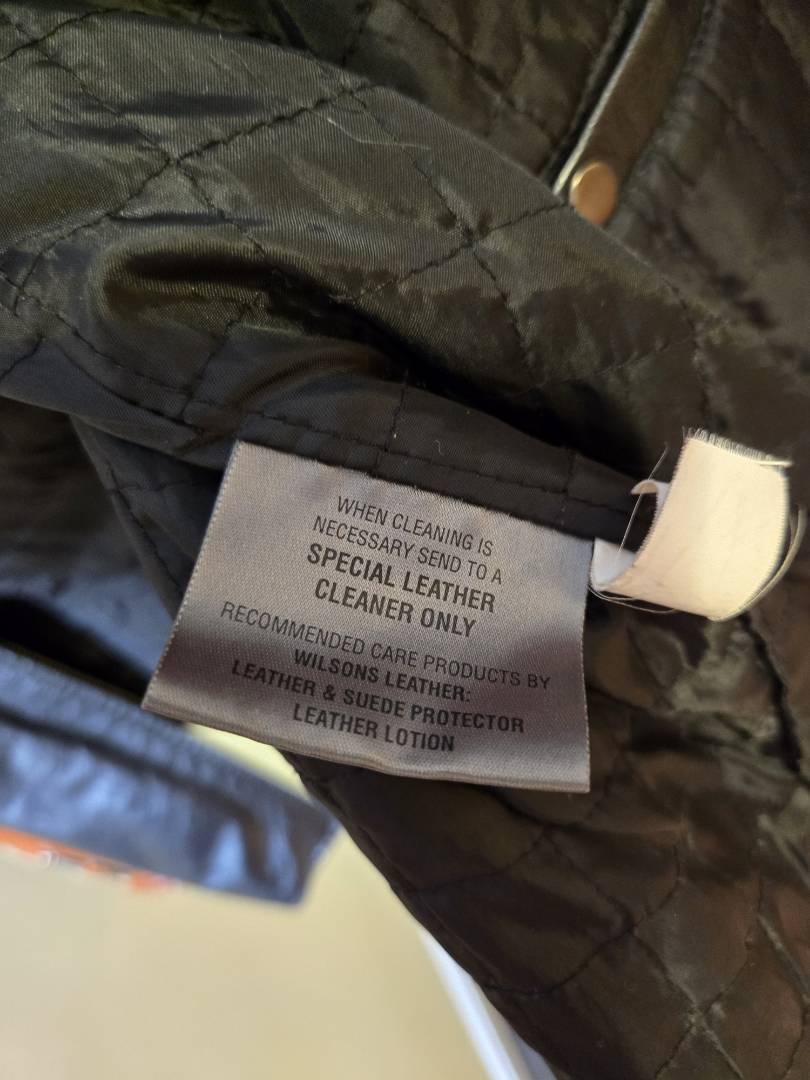 WHEN CLEANING IS
NECESSARY SEND TO A
SPECIAL LEATHER
CLEANER ONLY
RECOMMENDED CARE PRODUCTS BY
WILSONS LEATHER:
LEATHER & SUEDE PROTECTOR
LEATHER LOTION